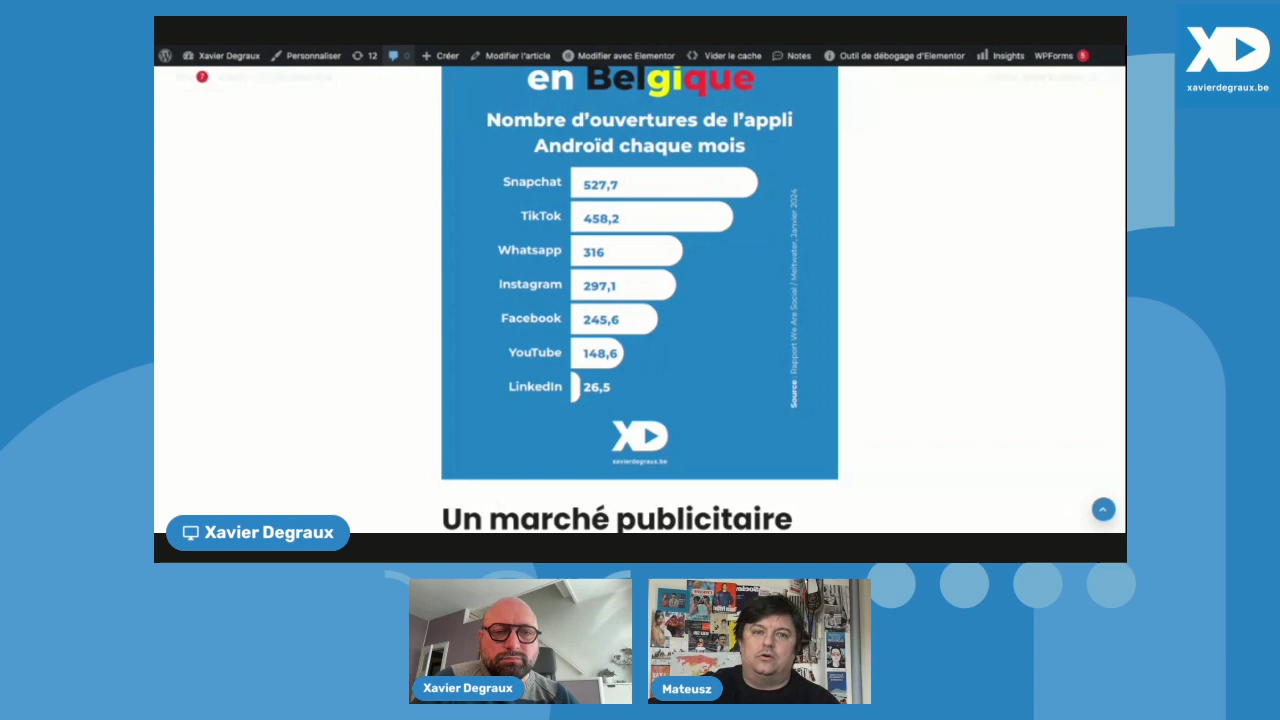 Xavier Degraux Personnaliser 12 0 Créer Modifier l'article Modifier avec Elementor Vider le cache Notes Outil de débogage d'Elementor Insights WPForms 5
?
XD
xavierdegraux.be
en Belgique
Nombre d'ouvertures de l'appli
Androïd chaque mois
Snapchat 527,7
TikTok 458,2
Whatsapp 316
Instagram 297,1
Facebook 245,6
YouTube 148,6
LinkedIn 26,5
Source : Rapport We Are Social / Meltwater, Janvier 2024
XD
xavierdegraux.be
Un marché publicitaire
Xavier Degraux
Xavier Degraux
Mateusz